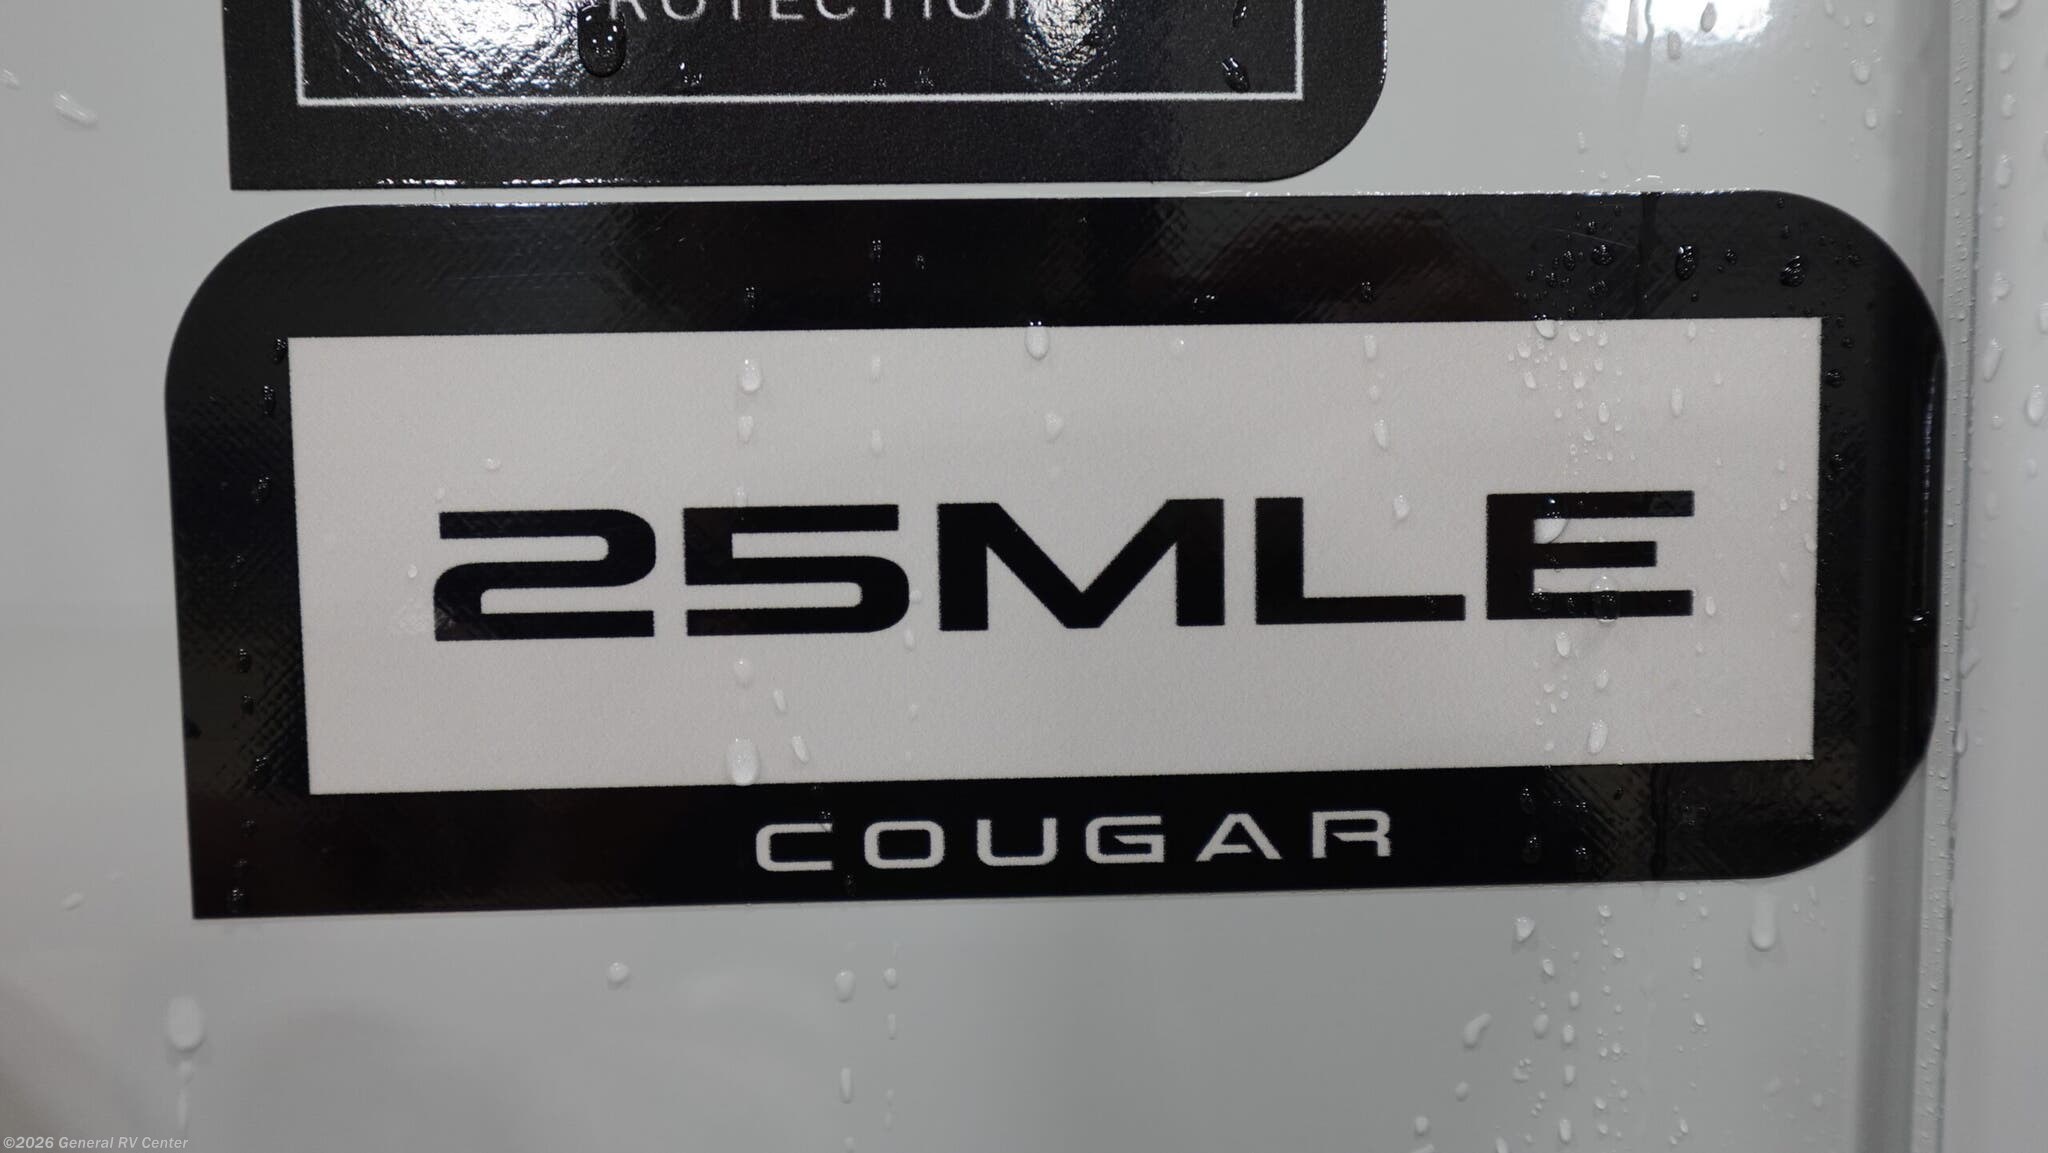 25MLE
COUGAR
©2026 General RV Center